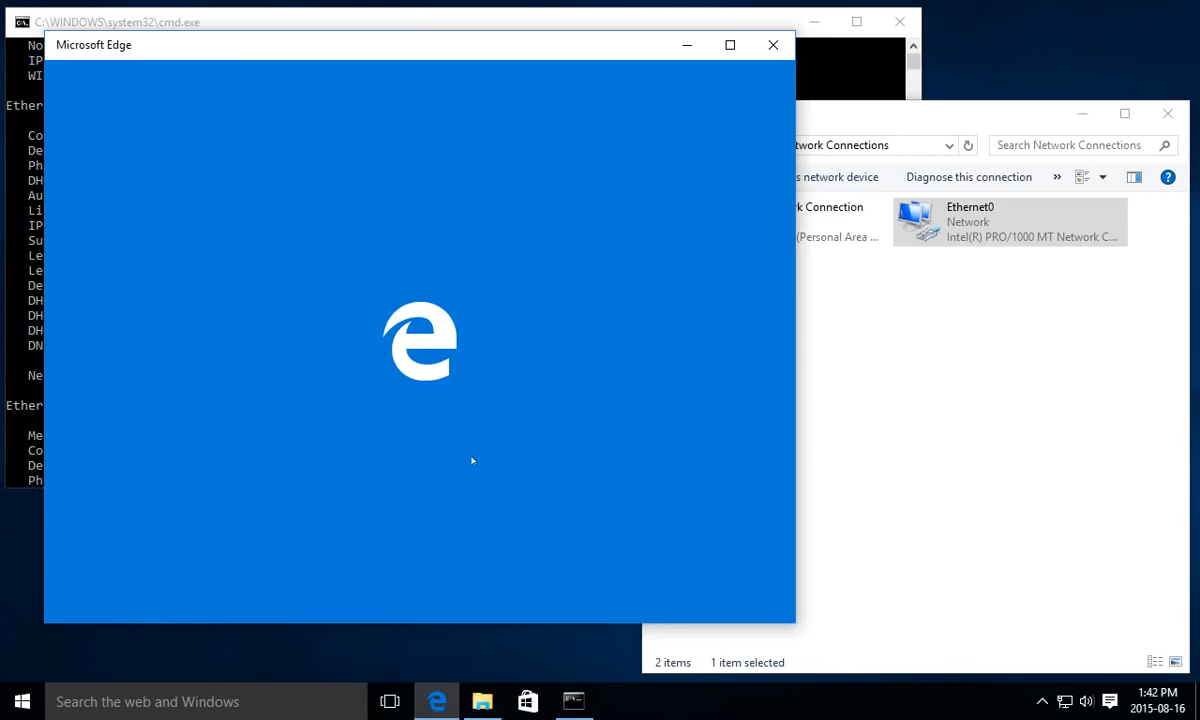 C:\WINDOWS\system32\cmd.exe
Microsoft Edge
No
IP
WI
Ether
Co
De
Ph
DH
Au
Li
IP
Su
Le
Le
De
DH
DH
DH
DN
Ne
Ether
Me
Co
De
Ph
twork Connections
Search Network Connections
s network device
Diagnose this connection
»
k Connection
(Personal Area ...
Ethernet0
Network
Intel(R) PRO/1000 MT Network C...
2 items
1 item selected
Search the web and Windows
1:42 PM
2015-08-16